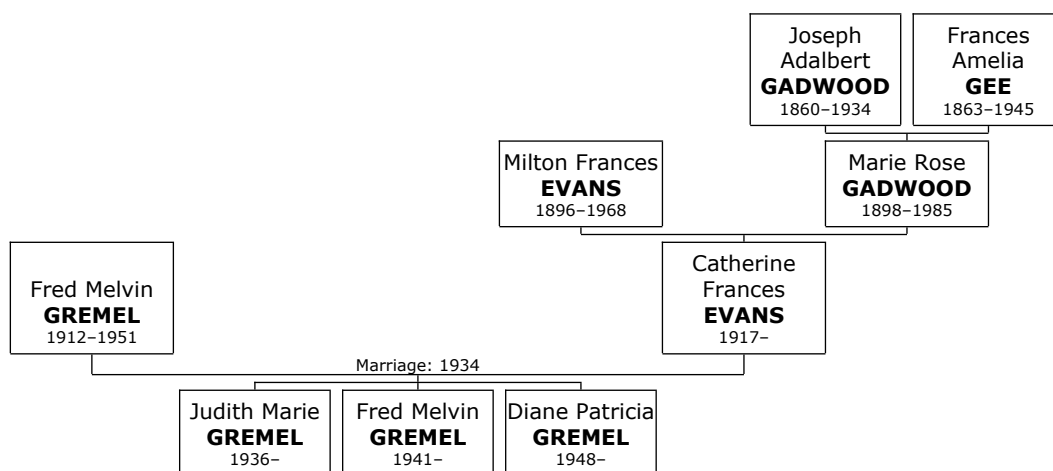 Joseph
Adalbert
GADWOOD
1860–1934
Frances
Amelia
GEE
1863–1945
Milton Frances
EVANS
1896–1968
Marie Rose
GADWOOD
1898–1985
Fred Melvin
GREMEL
1912–1951
Catherine
Frances
EVANS
1917–
Marriage: 1934
Judith Marie
GREMEL
1936–
Fred Melvin
GREMEL
1941–
Diane Patricia
GREMEL
1948–